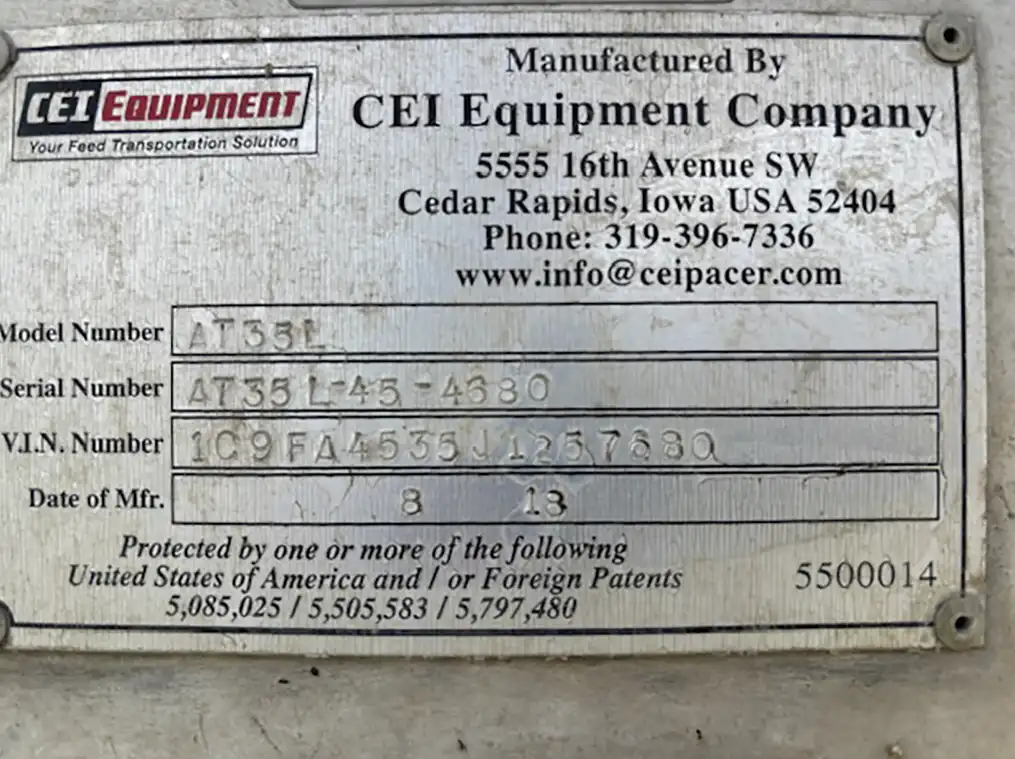 CEI EQUIPMENT
Your Feed Transportation Solution
Manufactured By
CEI Equipment Company
5555 16th Avenue SW
Cedar Rapids, Iowa USA 52404
Phone: 319-396-7336
www.info@ceipacer.com
Model Number AT35L
Serial Number AT35L-45-4680
V.I.N. Number 1C9FA4535J1257680
Date of Mfr. 8 18
Protected by one or more of the following
United States of America and / or Foreign Patents
5,085,025 / 5,505,583 / 5,797,480
5500014